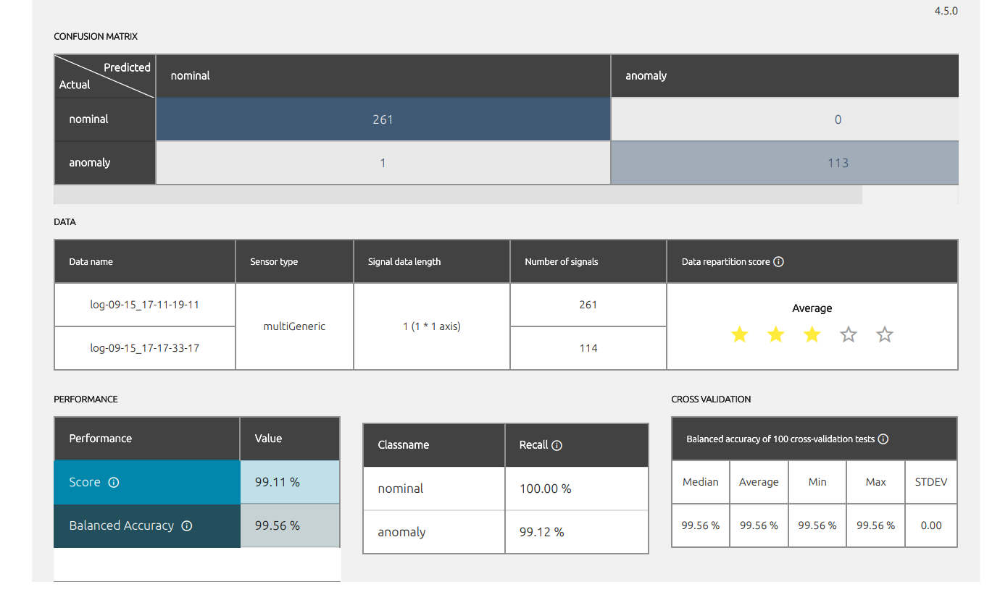 4.5.0
CONFUSION MATRIX
Predicted
Actual
nominal
anomaly
nominal
261
0
anomaly
1
113
DATA
Data name
Sensor type
Signal data length
Number of signals
Data repartition score
log-09-15_17-11-19-11
multiGeneric
1 (1 * 1 axis)
261
Average
log-09-15_17-17-33-17
114
PERFORMANCE
Performance
Value
Score
99.11 %
Balanced Accuracy
99.56 %
Classname
Recall
nominal
100.00 %
anomaly
99.12 %
CROSS VALIDATION
Balanced accuracy of 100 cross-validation tests
Median
Average
Min
Max
STDEV
99.56 %
99.56 %
99.56 %
99.56 %
0.00